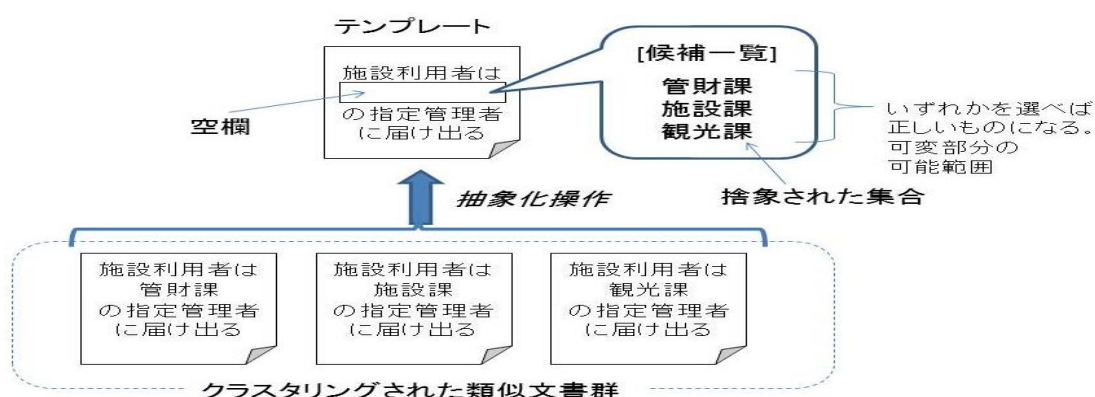 テンプレート
施設利用者は
の指定管理者
に届け出る
空欄
[候補一覧]
管財課
施設課
観光課
いずれかを選べば
正しいものになる。
可変部分の
可能範囲
捨象された集合
抽象化操作
施設利用者は
管財課
の指定管理者
に届け出る
施設利用者は
施設課
の指定管理者
に届け出る
施設利用者は
観光課
の指定管理者
に届け出る
クラスタリングされた類似文書群